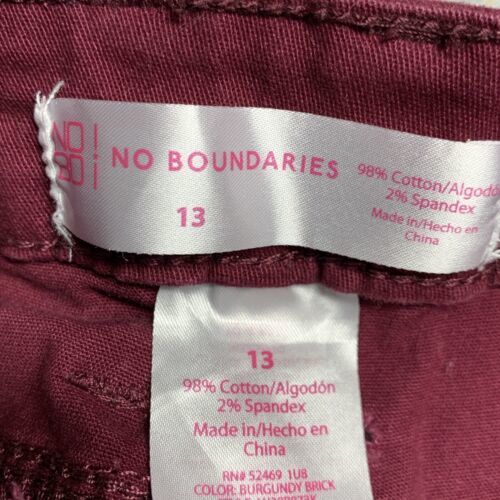 NO
BO
NO BOUNDARIES
13
98% Cotton/Algodó
2% Spandex
Made in/Hecho en
China
13
98% Cotton/Algodón
2% Spandex
Made in/Hecho en
China
RN# 52469 1U8
COLOR: BURGUNDY BRICK